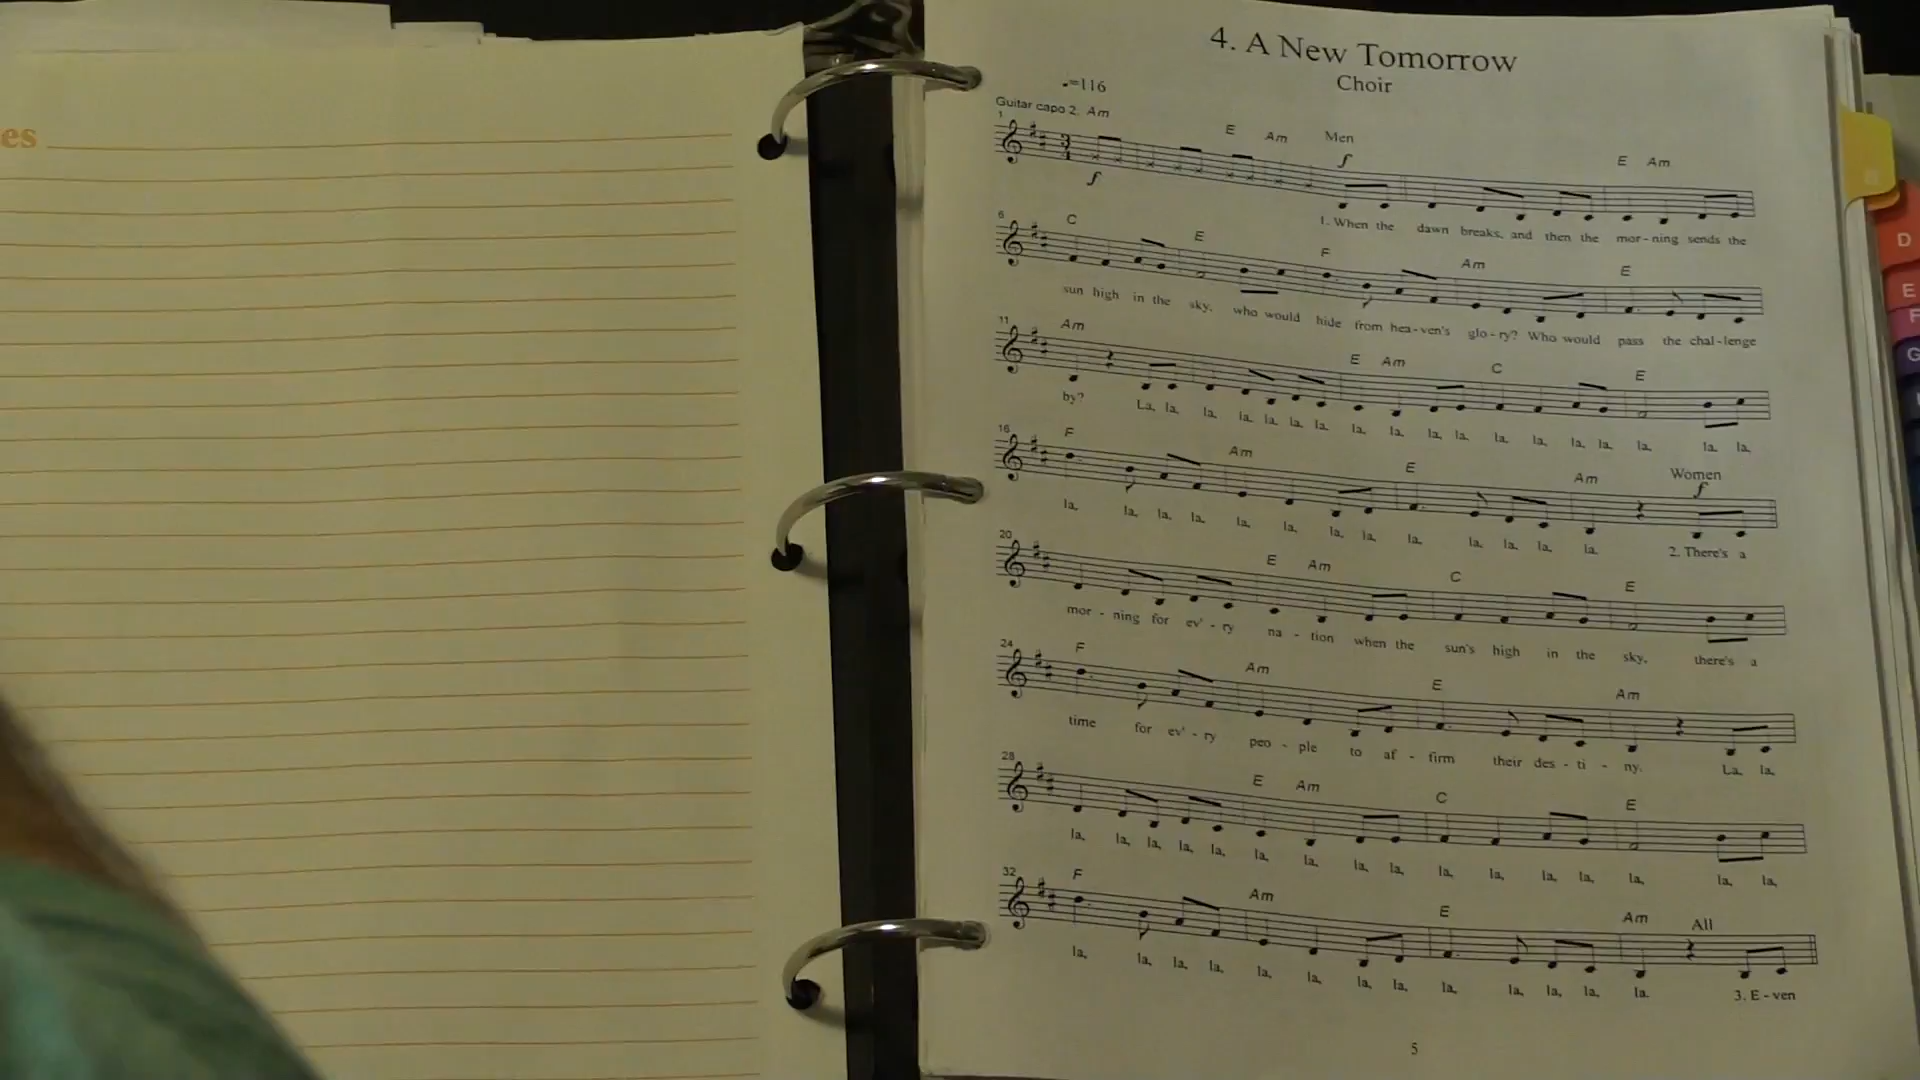 es
4. A New Tomorrow
Choir
♩=116
Guitar capo 2. Am E Am Men E Am
1
f f
1. When the dawn breaks, and then the mor-ning sends the
6 C E F Am E
sun high in the sky, who would hide from hea-ven's glo-ry? Who would pass the chal-lenge
11 Am E Am C E
by? La, la, la, la, la, la, la, la, la, la, la, la, la, la, la, la, la, la,
16 F Am E Am Women
f
la, la, la, la, la, la, la, la, la, la, la, la, la. 2. There's a
20 E Am C E
mor - ning for ev' - ry na - tion when the sun's high in the sky, there's a
24 F Am E Am
time for ev' - ry peo - ple to af - firm their des - ti - ny. La, la,
28 E Am C E
la, la, la, la, la, la, la, la, la, la, la, la, la, la, la, la,
32 F Am E Am All
la, la, la, la, la, la, la, la, la, la, la, la, la. 3. E - ven
5
D
E
F
G